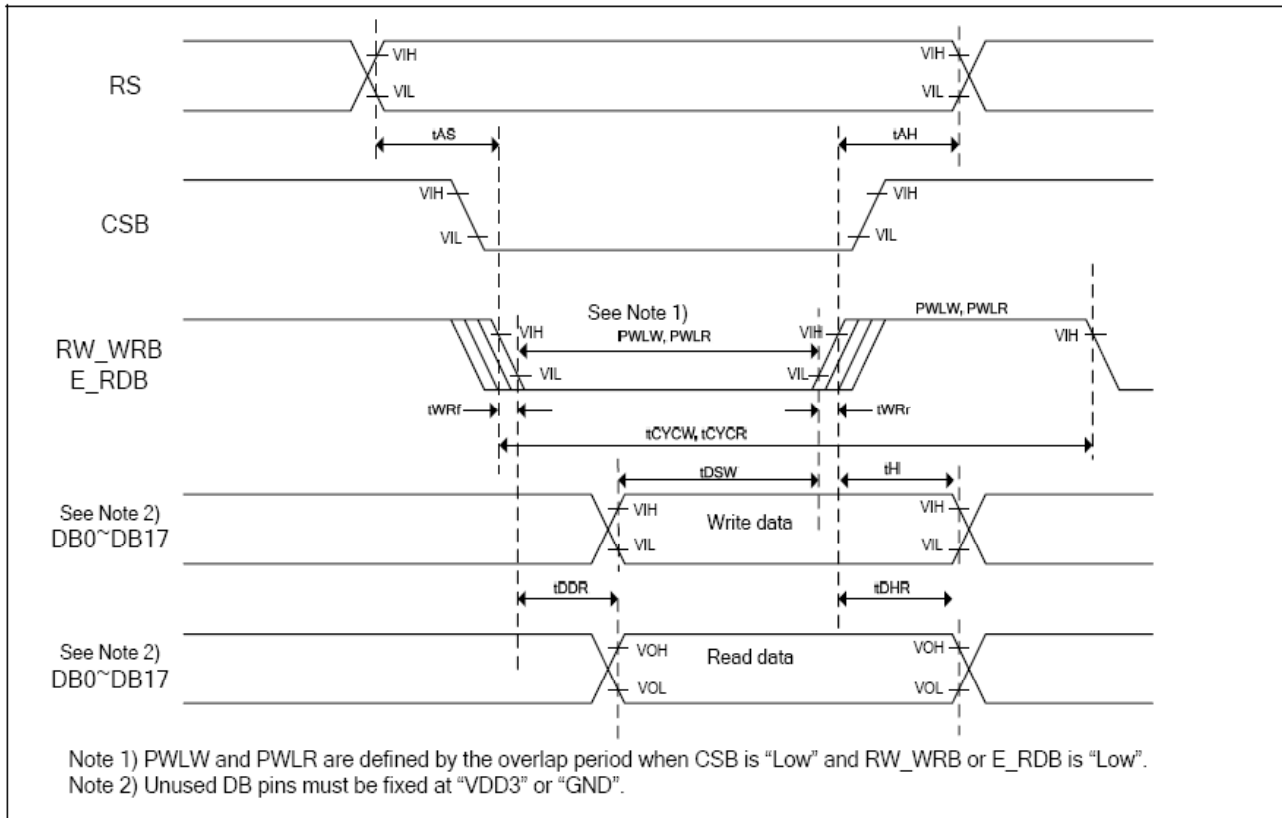 RS
VIH
VIL
VIH
VIL
tAS
tAH
CSB
VIH
VIL
VIH
VIL
RW_WRB
E_RDB
See Note 1)
PWLW, PWLR
PWLW, PWLR
VIH
VIL
VIH
VIL
VIH
tWRf
tWRr
tCYCW, tCYCR
See Note 2)
DB0~DB17
tDSW
tHI
VIH
VIL
Write data
VIH
VIL
tDDR
tDHR
See Note 2)
DB0~DB17
VOH
VOL
Read data
VOH
VOL
Note 1) PWLW and PWLR are defined by the overlap period when CSB is “Low” and RW_WRB or E_RDB is “Low”.
Note 2) Unused DB pins must be fixed at “VDD3” or “GND”.